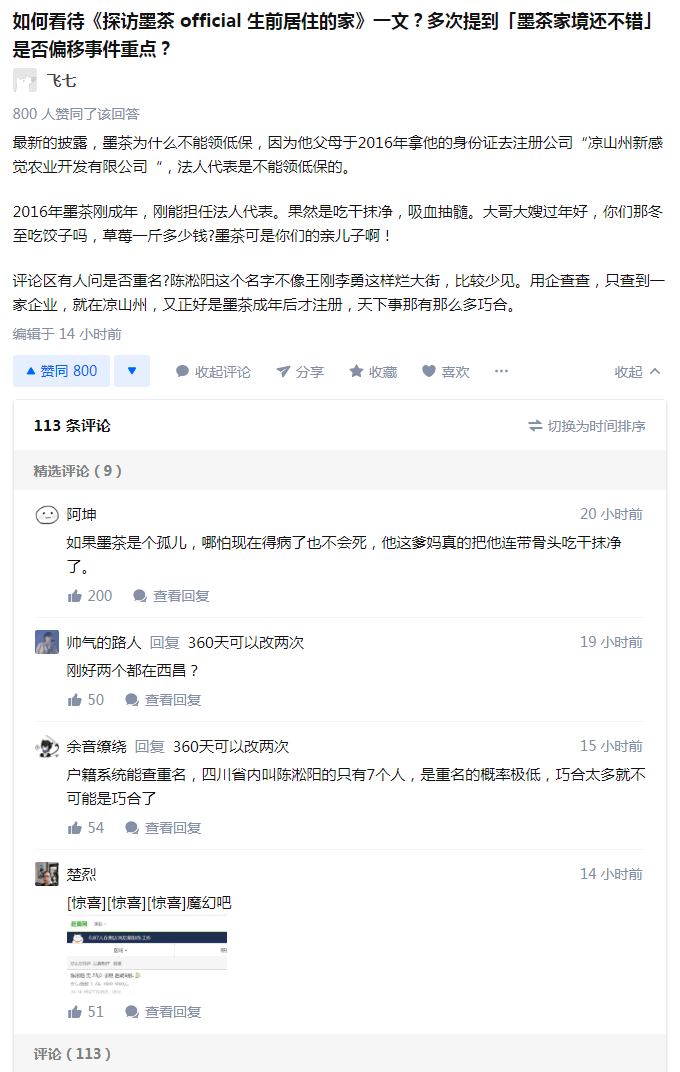 如何看待《探访墨茶 official 生前居住的家》一文？多次提到「墨茶家境还不错」
是否偏移事件重点？
飞七
800 人赞同了该回答
最新的披露，墨茶为什么不能领低保，因为他父母于2016年拿他的身份证去注册公司“凉山州新感
觉农业开发有限公司“，法人代表是不能领低保的。
2016年墨茶刚成年，刚能担任法人代表。果然是吃干抹净，吸血抽髓。大哥大嫂过年好，你们那冬
至吃饺子吗，草莓一斤多少钱?墨茶可是你们的亲儿子啊！
评论区有人问是否重名?陈淞阳这个名字不像王刚李勇这样烂大街，比较少见。用企查查，只查到一
家企业，就在凉山州，又正好是墨茶成年后才注册，天下事那有那么多巧合。
编辑于 14 小时前
赞同 800 收起评论 分享 收藏 喜欢 ··· 收起
113 条评论 切换为时间排序
精选评论（9）
阿坤 20 小时前
如果墨茶是个孤儿，哪怕现在得病了也不会死，他这爹妈真的把他连带骨头吃干抹净
了。
200 查看回复
帅气的路人 回复 360天可以改两次 19 小时前
刚好两个都在西昌？
50 查看回复
余音缭绕 回复 360天可以改两次 15 小时前
户籍系统能查重名，四川省内叫陈淞阳的只有7个人，是重名的概率极低，巧合太多就不
可能是巧合了
54 查看回复
楚烈 14 小时前
[惊喜][惊喜][惊喜]魔幻吧
51 查看回复
评论（113）